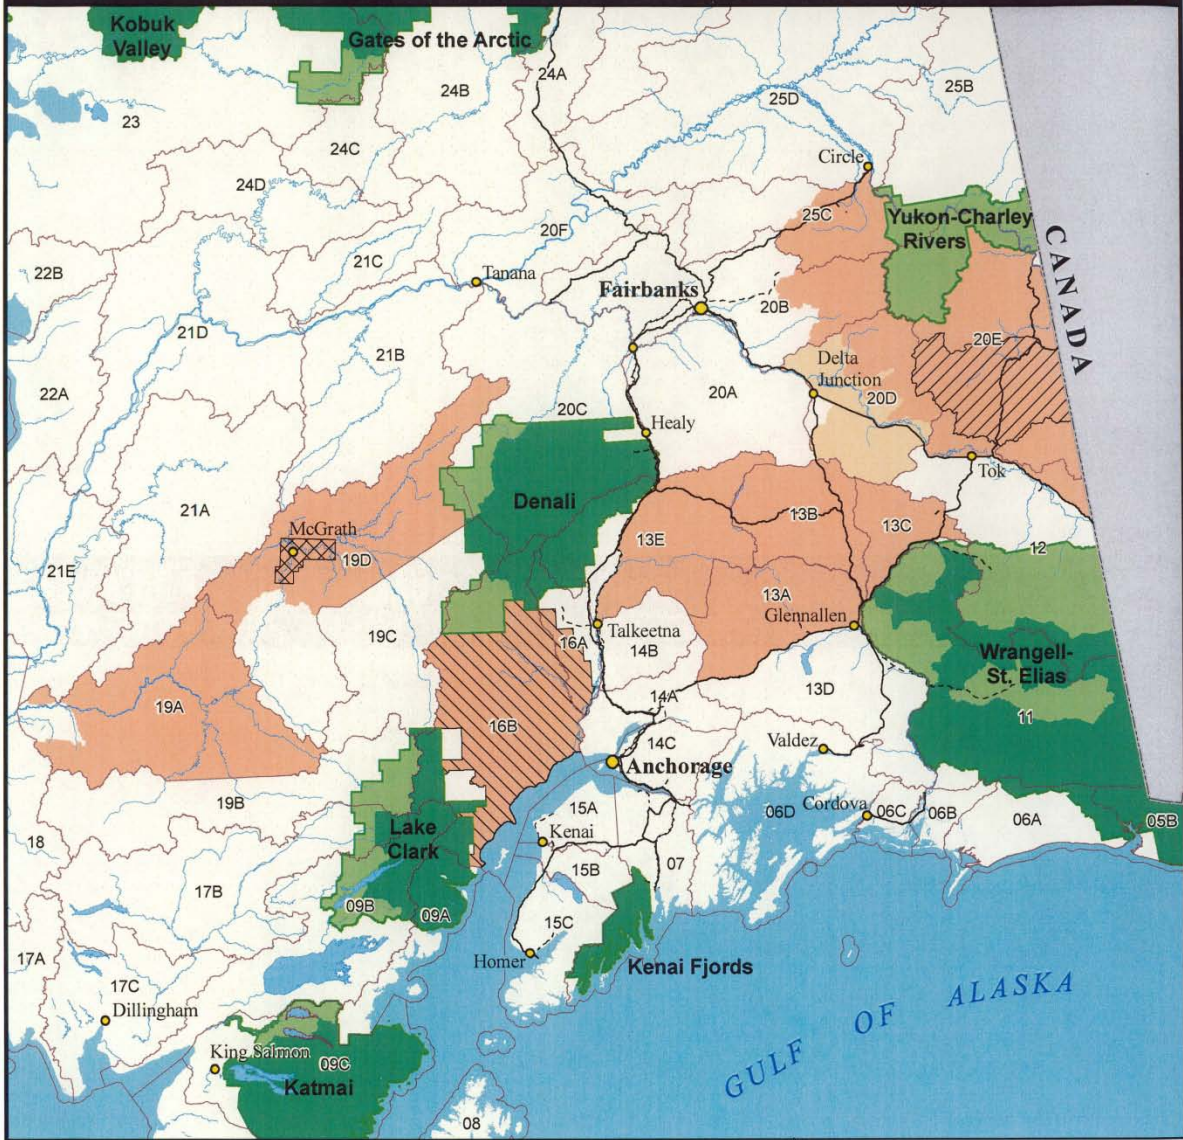 Kobuk
Valley
Gates of the Arctic
24A
24B
25D
25B
23
24C
24D
Circle
25C
Yukon-Charley
Rivers
CANADA
20F
21C
22B
Tanana
Fairbanks
20B
21D
21B
20E
Delta
Junction
20D
22A
20A
20C
Healy
Tok
21A
Denali
McGrath
13B
13C
19D
13E
12
21E
13A
Glennallen
19C
16A
Talkeetna
14B
Wrangell-
St. Elias
14A
13D
11
19A
16B
14C
Valdez
Anchorage
19B
15A
06D
Cordova
06C
06B
06A
05B
Lake
Clark
Kenai
18
15B
07
17B
09B
09A
15C
17A
Homer
Kenai Fjords
17C
Dillingham
GULF OF ALASKA
King Salmon
09C
Katmai
08